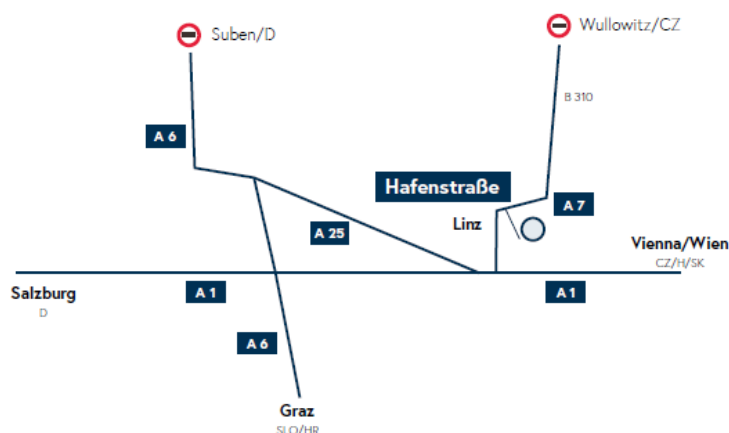 Suben/D
Wullowitz/CZ
B 310
A 6
Hafenstraße
A 7
Linz
A 25
Vienna/Wien
CZ/H/SK
Salzburg
D
A 1
A 1
A 6
Graz
SLO/HR